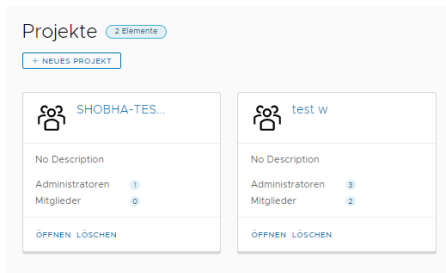 Projekte 2 Elemente
+ NEUES PROJEKT
SHOBHA-TES...
No Description
Administratoren 1
Mitglieder 0
ÖFFNEN LÖSCHEN
test w
No Description
Administratoren 3
Mitglieder 2
ÖFFNEN LÖSCHEN